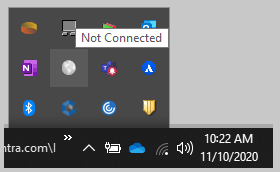 Not Connected
ntra.com\I
»
10:22 AM
11/10/2020